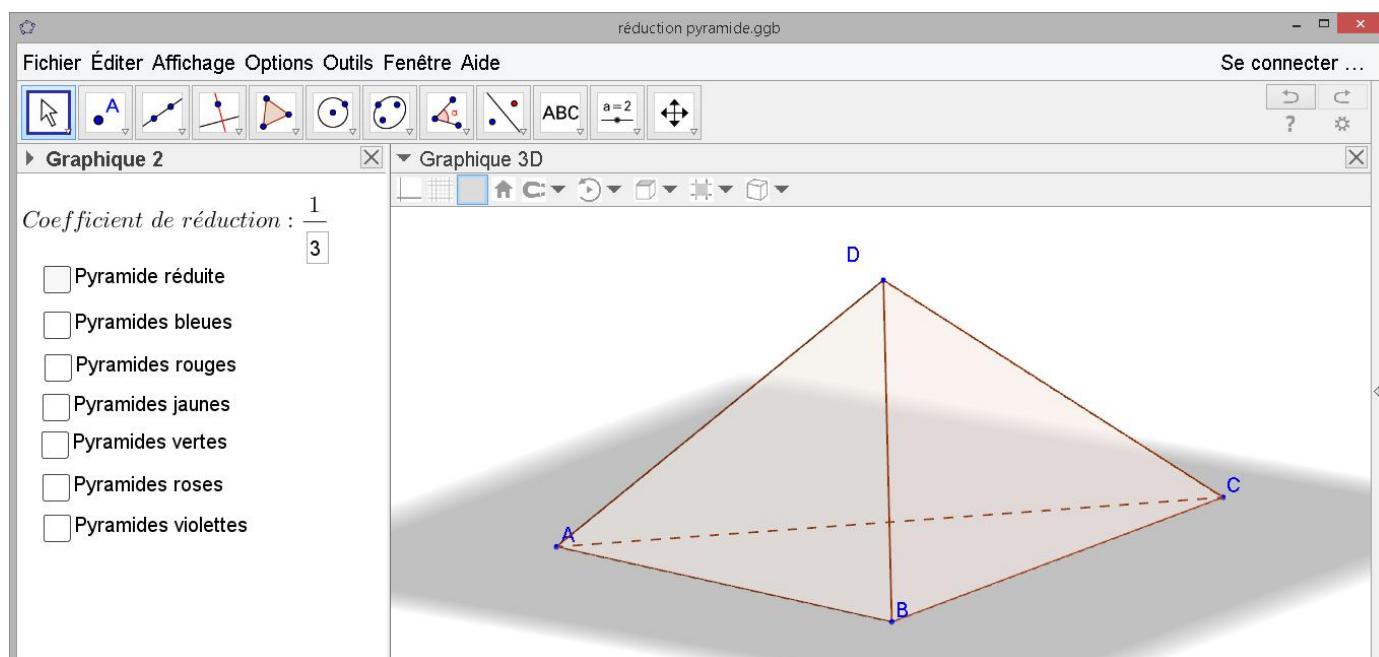 réduction pyramide.ggb
Fichier Éditer Affichage Options Outils Fenêtre Aide
Se connecter ...
A
α
ABC
a=2
?
Graphique 2
Graphique 3D
Coefficient de réduction : 1
3
Pyramide réduite
Pyramides bleues
Pyramides rouges
Pyramides jaunes
Pyramides vertes
Pyramides roses
Pyramides violettes
D
C
A
B